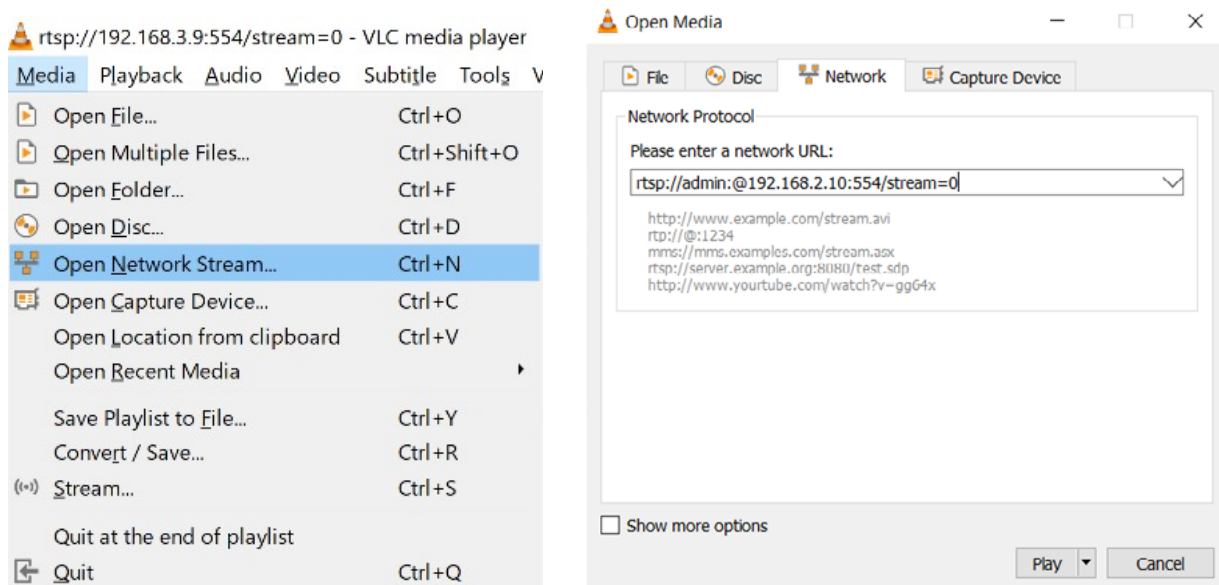 rtsp://192.168.3.9:554/stream=0 - VLC media player
Media Playback Audio Video Subtitle Tools V
Open File... Ctrl+O
Open Multiple Files... Ctrl+Shift+O
Open Folder... Ctrl+F
Open Disc... Ctrl+D
Open Network Stream... Ctrl+N
Open Capture Device... Ctrl+C
Open Location from clipboard Ctrl+V
Open Recent Media
Save Playlist to File... Ctrl+Y
Convert / Save... Ctrl+R
Stream... Ctrl+S
Quit at the end of playlist
Quit Ctrl+Q
Open Media
File Disc Network Capture Device
Network Protocol
Please enter a network URL:
rtsp://admin:@192.168.2.10:554/stream=0
http://www.example.com/stream.avi
rtp://@:1234
mms://mms.examples.com/stream.asx
rtsp://server.example.org:8080/test.sdp
http://www.yourtube.com/watch?v=gg64x
Show more options
Play Cancel